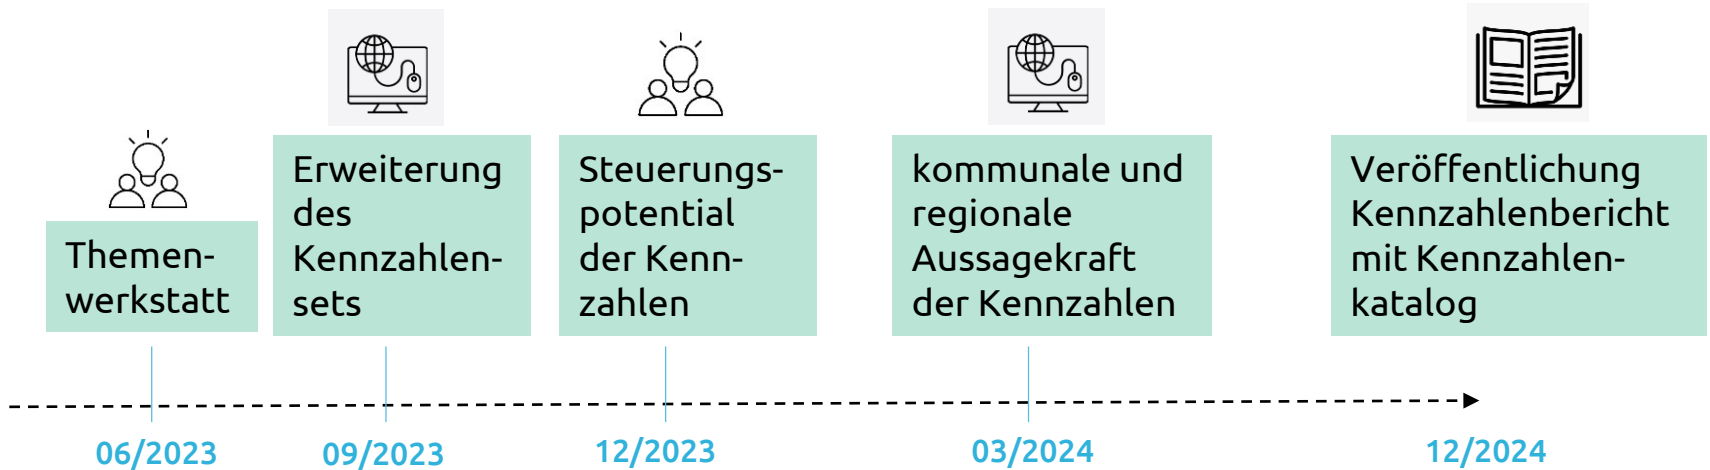 Themen-
werkstatt
Erweiterung
des
Kennzahlen-
sets
Steuerungs-
potential
der Kenn-
zahlen
kommunale und
regionale
Aussagekraft
der Kennzahlen
Veröffentlichung
Kennzahlenbericht
mit Kennzahlen-
katalog
06/2023
09/2023
12/2023
03/2024
12/2024